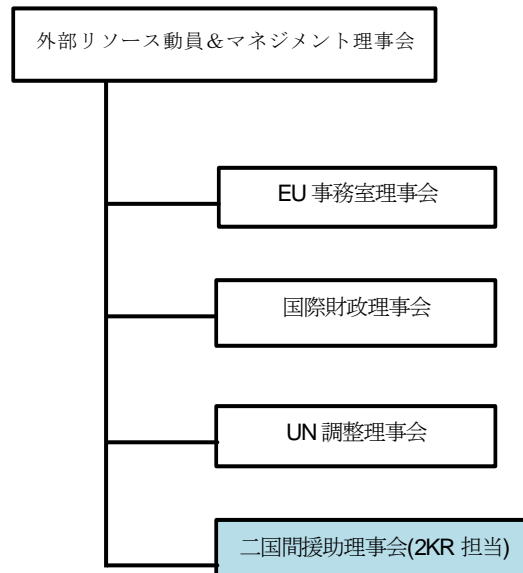 外部リソース動員&マネジメント理事会
EU 事務室理事会
国際財政理事会
UN 調整理事会
二国間援助理事会(2KR 担当)